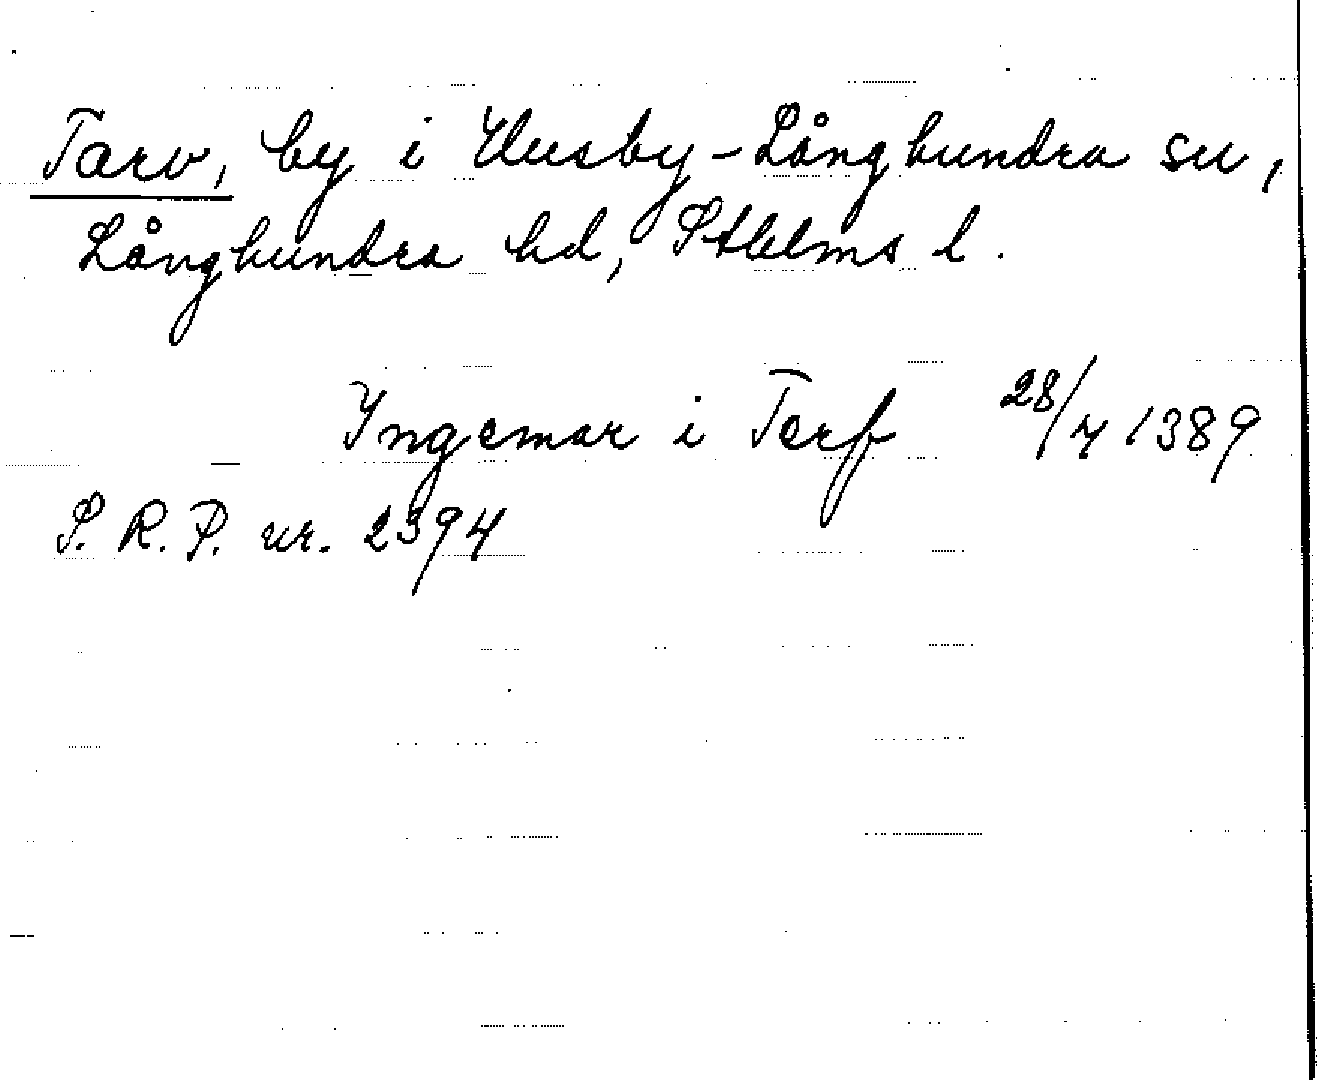 Tarv, by i Husby-Långhundra sn,
Långhundra hd, Sthlms l.
Ingemar i Terf 28/4 1389
S.R.P. nr. 2394